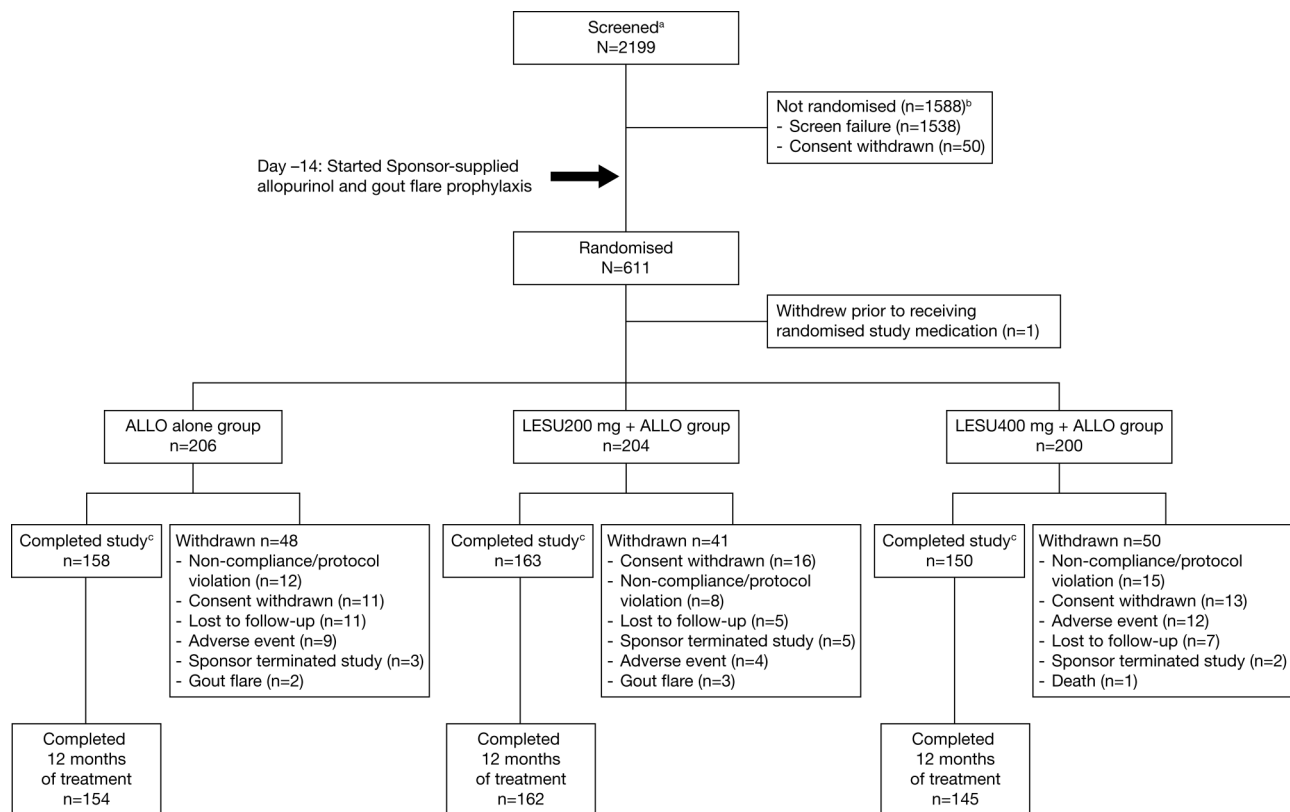 Screenedᵃ
N=2199
Not randomised (n=1588)ᵇ
- Screen failure (n=1538)
- Consent withdrawn (n=50)
Day –14: Started Sponsor-supplied
allopurinol and gout flare prophylaxis
Randomised
N=611
Withdrew prior to receiving
randomised study medication (n=1)
ALLO alone group
n=206
LESU200 mg + ALLO group
n=204
LESU400 mg + ALLO group
n=200
Completed studyᶜ
n=158
Withdrawn n=48
- Non-compliance/protocol
violation (n=12)
- Consent withdrawn (n=11)
- Lost to follow-up (n=11)
- Adverse event (n=9)
- Sponsor terminated study (n=3)
- Gout flare (n=2)
Completed studyᶜ
n=163
Withdrawn n=41
- Consent withdrawn (n=16)
- Non-compliance/protocol
violation (n=8)
- Lost to follow-up (n=5)
- Sponsor terminated study (n=5)
- Adverse event (n=4)
- Gout flare (n=3)
Completed studyᶜ
n=150
Withdrawn n=50
- Non-compliance/protocol
violation (n=15)
- Consent withdrawn (n=13)
- Adverse event (n=12)
- Lost to follow-up (n=7)
- Sponsor terminated study (n=2)
- Death (n=1)
Completed
12 months
of treatment
n=154
Completed
12 months
of treatment
n=162
Completed
12 months
of treatment
n=145